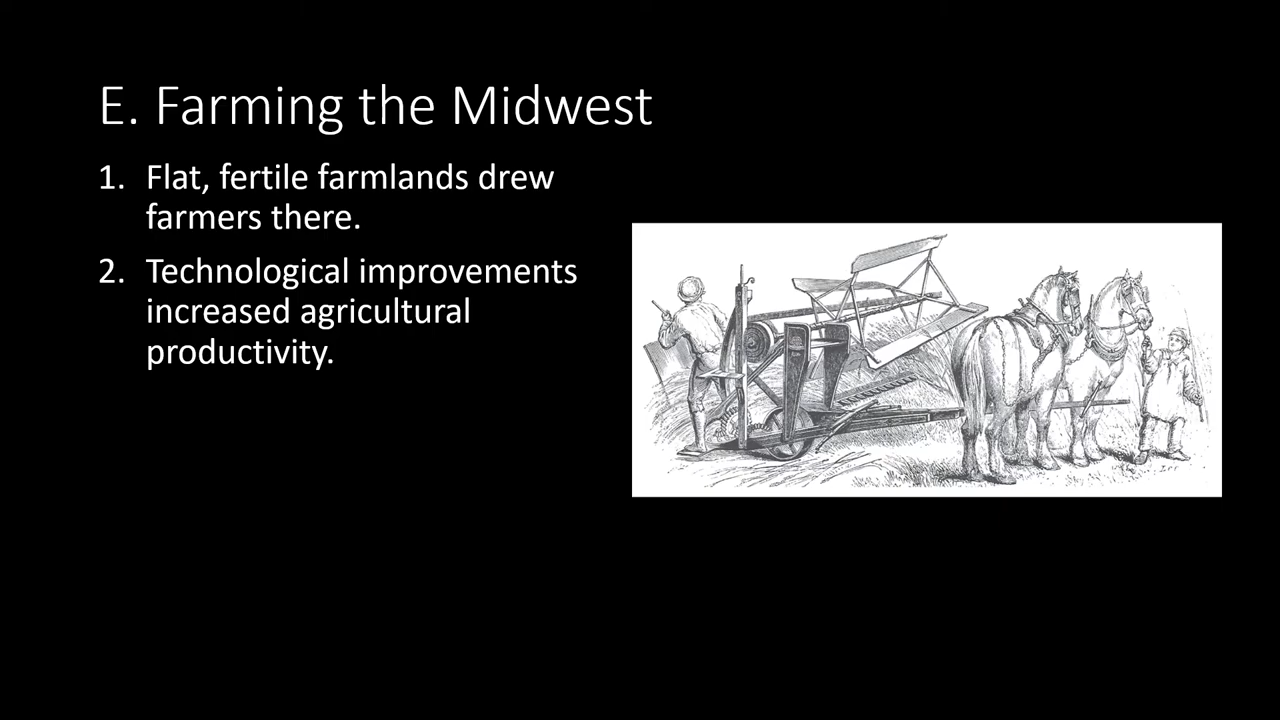 E. Farming the Midwest
1. Flat, fertile farmlands drew
farmers there.
2. Technological improvements
increased agricultural
productivity.